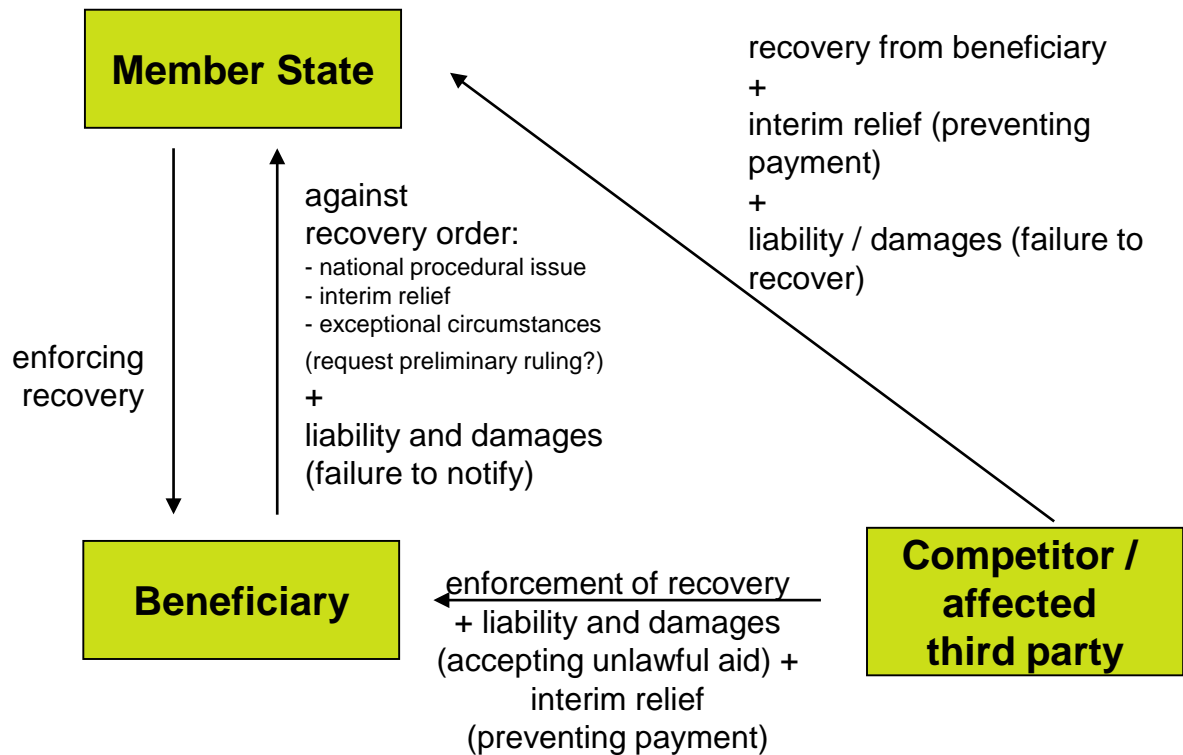 Member State
recovery from beneficiary
+
interim relief (preventing
payment)
+
liability / damages (failure to
recover)
against
recovery order:
- national procedural issue
- interim relief
- exceptional circumstances
(request preliminary ruling?)
+
liability and damages
(failure to notify)
enforcing
recovery
Beneficiary
enforcement of recovery
+ liability and damages
(accepting unlawful aid) +
interim relief
(preventing payment)
Competitor /
affected
third party